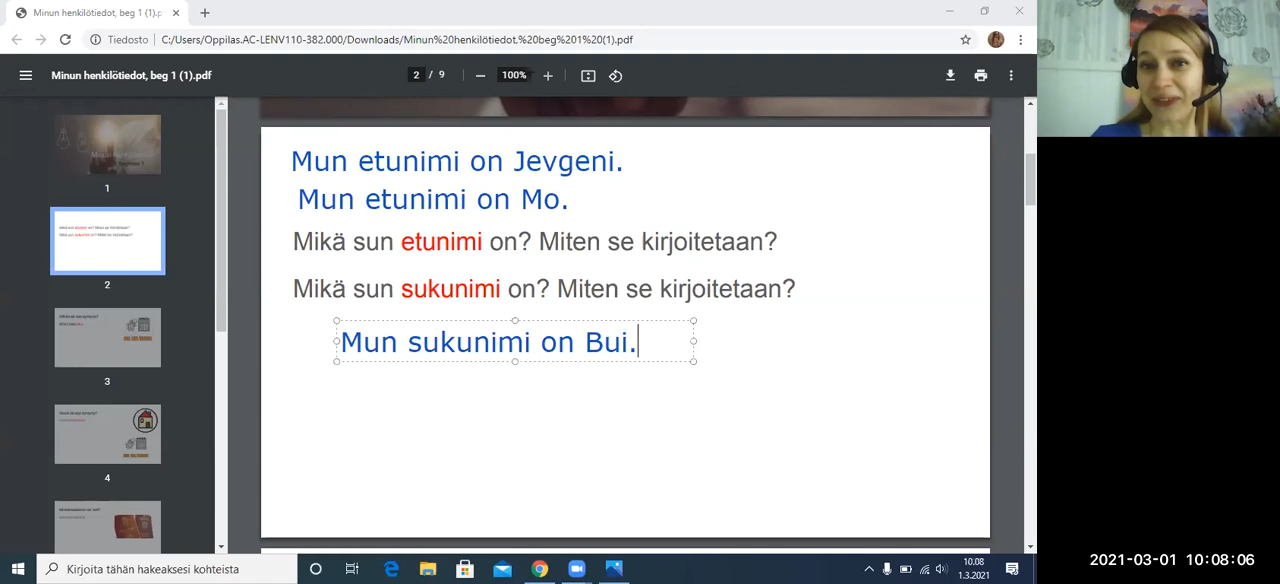 Minun henkilötiedot, beg 1 (1).p
Tiedosto
C:/Users/Oppilas.AC-LENV110-382.000/Downloads/Minun%20henkilötiedot,%20beg%201%20(1).pdf
Minun henkilötiedot, beg 1 (1).pdf
2 / 9
100%
1
2
3
4
Mun etunimi on Jevgeni.
Mun etunimi on Mo.
Mikä sun etunimi on? Miten se kirjoitetaan?
Mikä sun sukunimi on? Miten se kirjoitetaan?
Mun sukunimi on Bui.
Kirjoita tähän hakeaksesi kohteita
10.08
1.3.2021
2021-03-01 10:08:06